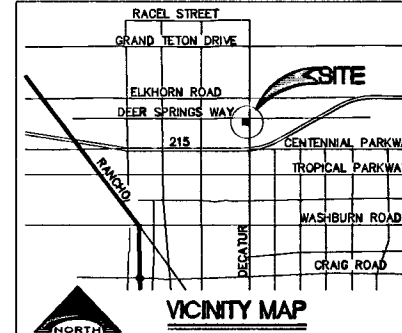 RACEL STREET
GRAND TETON DRIVE
SITE
ELKHORN ROAD
DEER SPRINGS WAY
215
CENTENNIAL PARKWA
TROPICAL PARKWAY
RANCHO
WASHBURN ROAD
DECATUR
CRAIG ROAD
VICINITY MAP
NORTH